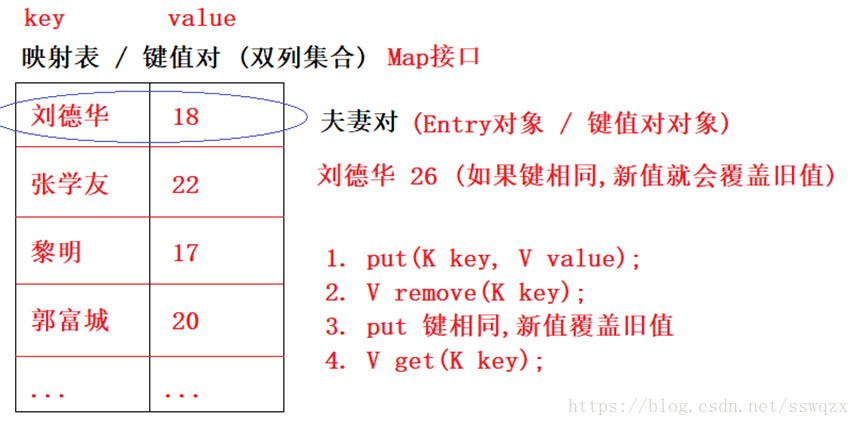 key value
映射表 / 键值对 (双列集合) Map接口
刘德华 18
夫妻对 (Entry对象 / 键值对对象)
张学友 22
刘德华 26 (如果键相同,新值就会覆盖旧值)
黎明 17
1. put(K key, V value);
2. V remove(K key);
郭富城 20
3. put 键相同,新值覆盖旧值
4. V get(K key);
... ...
https://blog.csdn.net/sswqzx